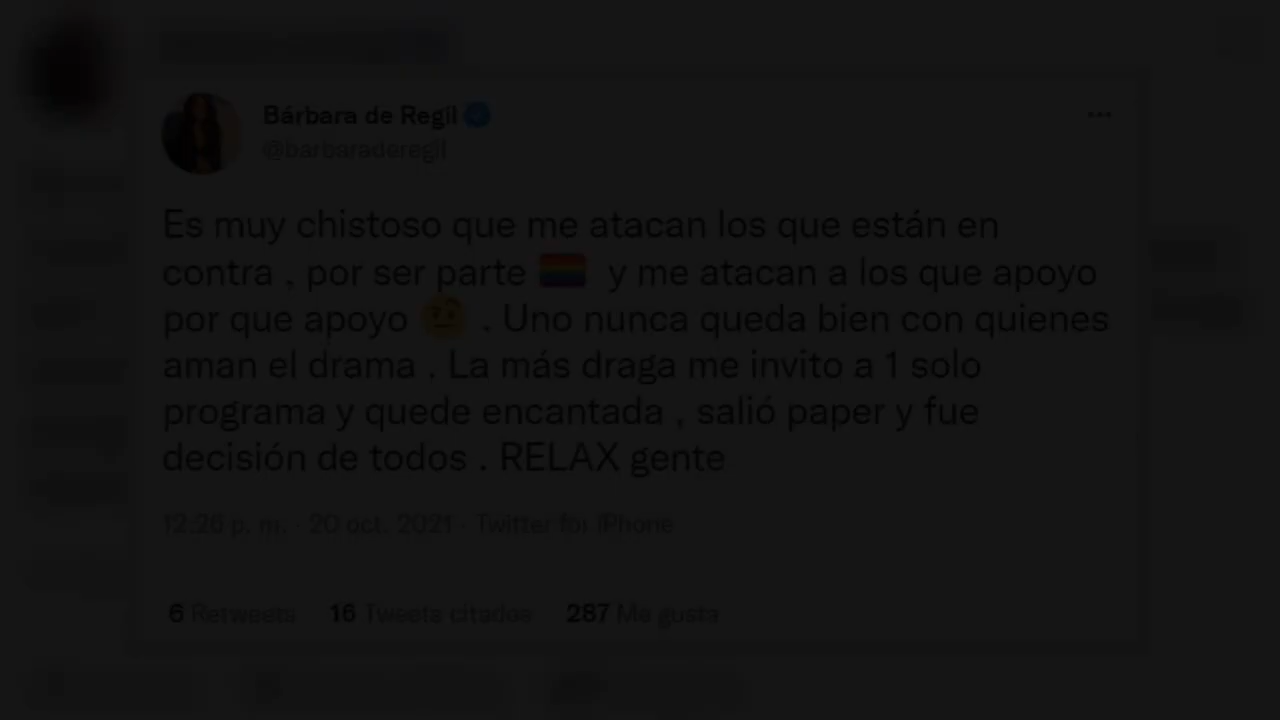 Bárbara de Regil
@barbaraderegil
Es muy chistoso que me atacan los que están en
contra , por ser parte 🏳️‍🌈 y me atacan a los que apoyo
por que apoyo 🤨 . Uno nunca queda bien con quienes
aman el drama . La más draga me invito a 1 solo
programa y quede encantada , salió paper y fue
decisión de todos . RELAX gente
12:26 p. m. · 20 oct. 2021 · Twitter for iPhone
6 Retweets 16 Tweets citados 287 Me gusta